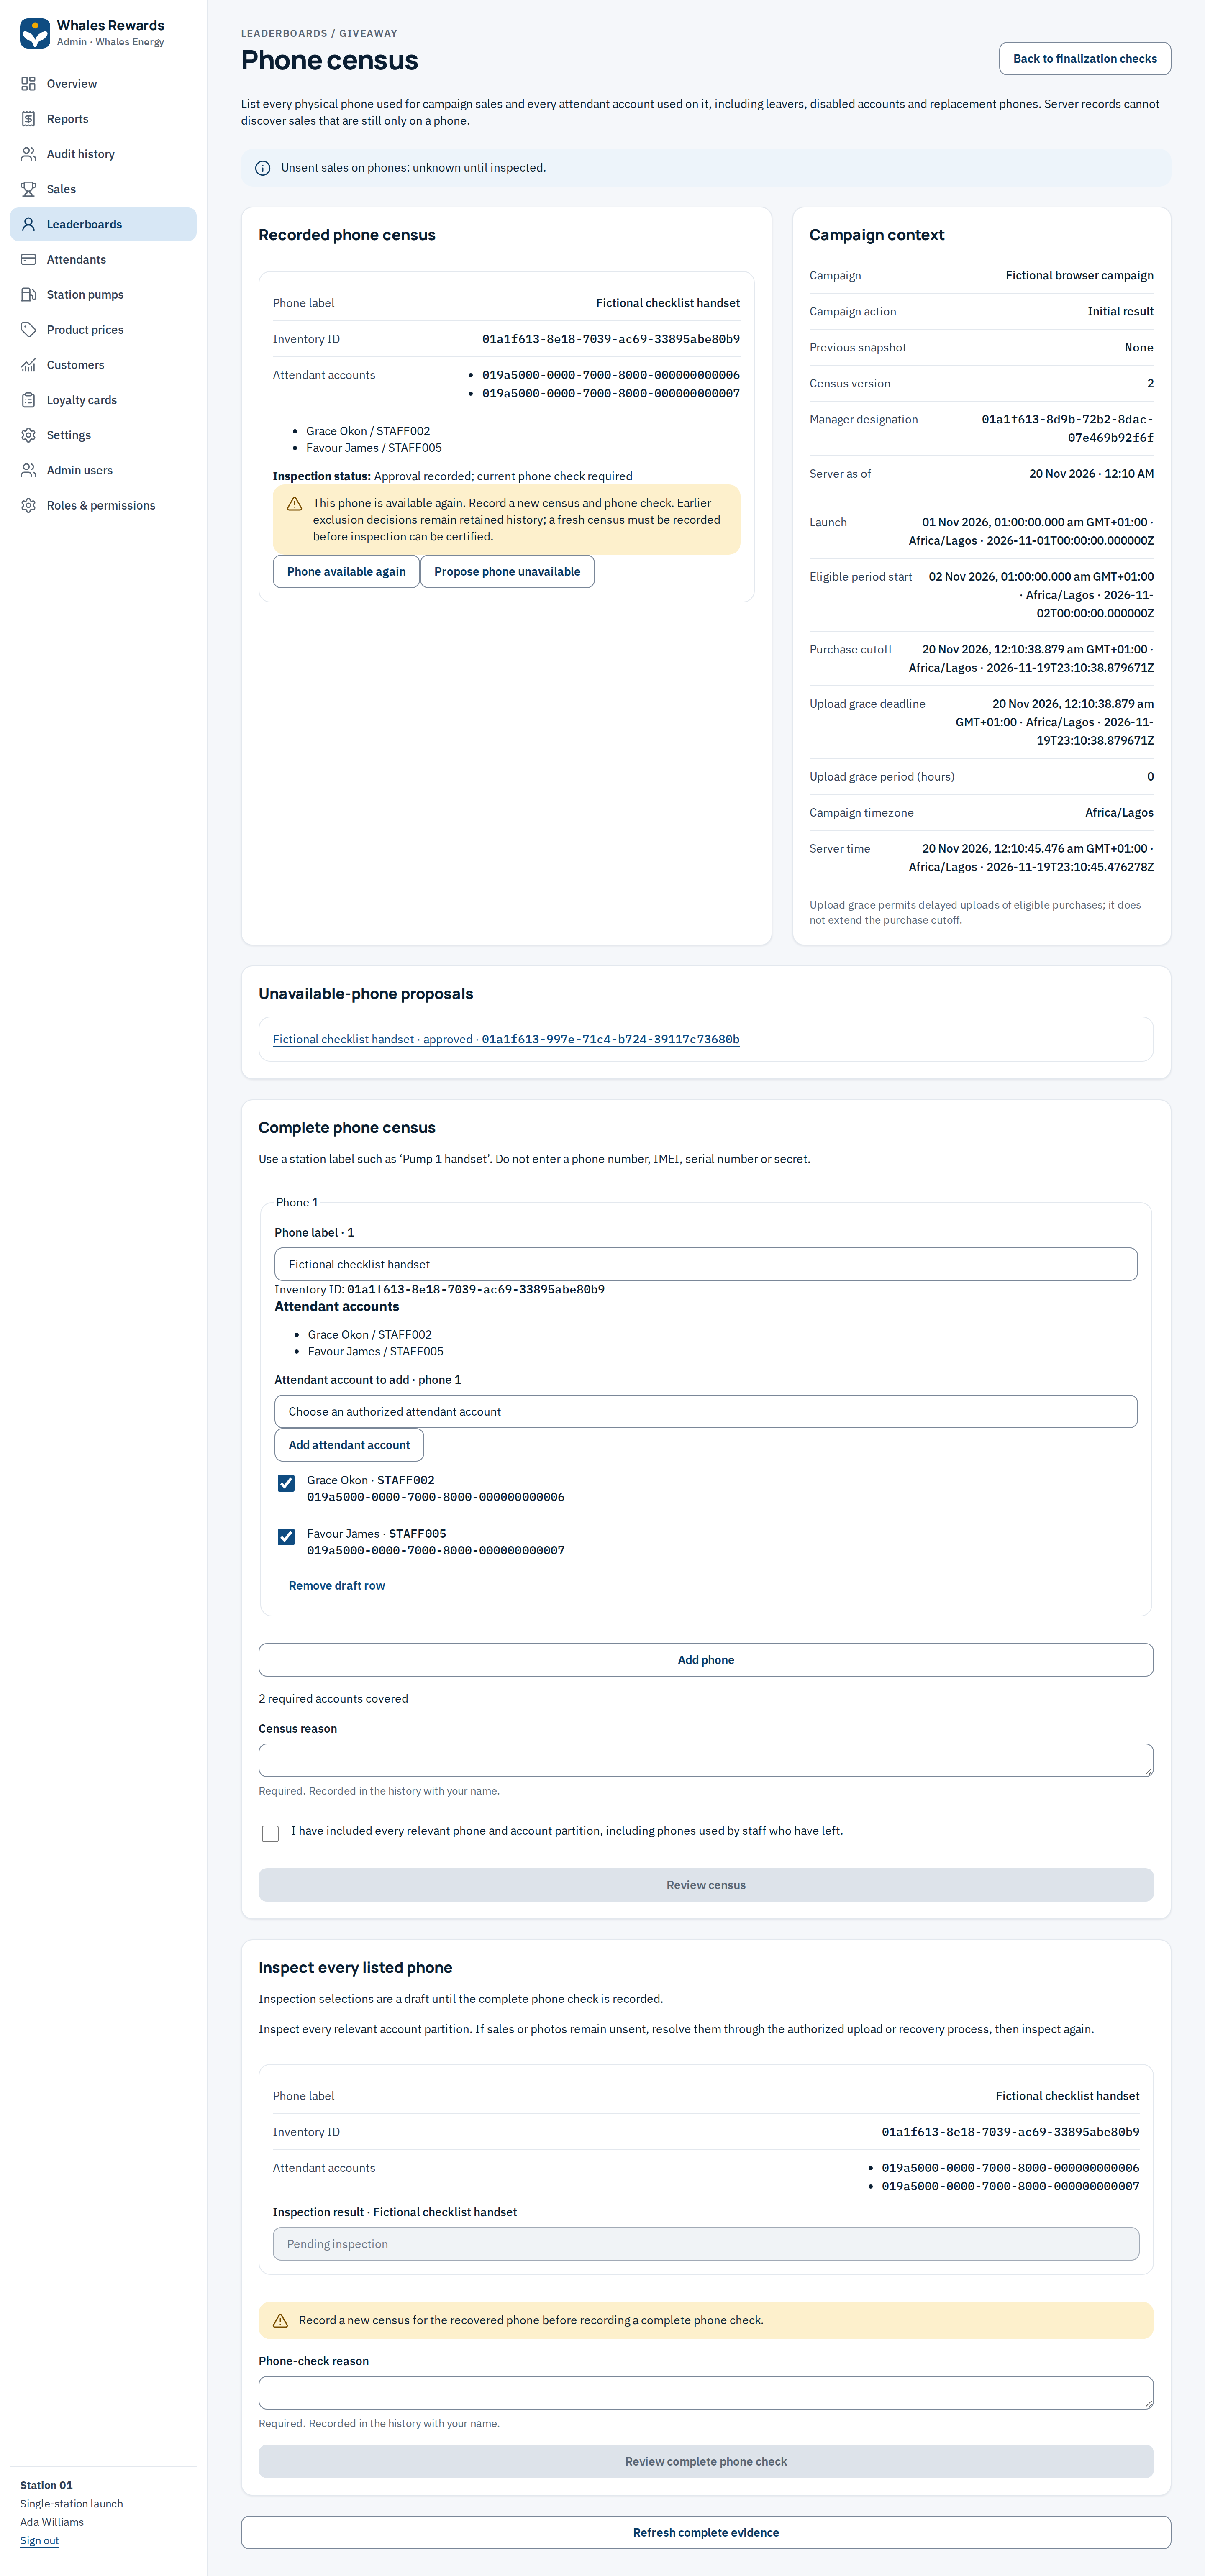 Whales Rewards
Admin · Whales Energy
Overview
Reports
Audit history
Sales
Leaderboards
Attendants
Station pumps
Product prices
Customers
Loyalty cards
Settings
Admin users
Roles & permissions
Station 01
Single-station launch
Ada Williams
Sign out
LEADERBOARDS / GIVEAWAY
Phone census
Back to finalization checks
List every physical phone used for campaign sales and every attendant account used on it, including leavers, disabled accounts and replacement phones. Server records cannot
discover sales that are still only on a phone.
Unsent sales on phones: unknown until inspected.
Recorded phone census
Phone label Fictional checklist handset
Inventory ID 01a1f613-8e18-7039-ac69-33895abe80b9
Attendant accounts • 019a5000-0000-7000-8000-000000000006
• 019a5000-0000-7000-8000-000000000007
• Grace Okon / STAFF002
• Favour James / STAFF005
Inspection status: Approval recorded; current phone check required
This phone is available again. Record a new census and phone check. Earlier
exclusion decisions remain retained history; a fresh census must be recorded
before inspection can be certified.
Phone available again Propose phone unavailable
Campaign context
Campaign Fictional browser campaign
Campaign action Initial result
Previous snapshot None
Census version 2
Manager designation 01a1f613-8d9b-72b2-8dac-
07e469b92f6f
Server as of 20 Nov 2026 · 12:10 AM
Launch 01 Nov 2026, 01:00:00.000 am GMT+01:00 ·
Africa/Lagos · 2026-11-01T00:00:00.000000Z
Eligible period start 02 Nov 2026, 01:00:00.000 am GMT+01:00
· Africa/Lagos · 2026-11-
02T00:00:00.000000Z
Purchase cutoff 20 Nov 2026, 12:10:38.879 am GMT+01:00 ·
Africa/Lagos · 2026-11-19T23:10:38.879671Z
Upload grace deadline 20 Nov 2026, 12:10:38.879 am
GMT+01:00 · Africa/Lagos · 2026-11-
19T23:10:38.879671Z
Upload grace period (hours) 0
Campaign timezone Africa/Lagos
Server time 20 Nov 2026, 12:10:45.476 am GMT+01:00 ·
Africa/Lagos · 2026-11-19T23:10:45.476278Z
Upload grace permits delayed uploads of eligible purchases; it does
not extend the purchase cutoff.
Unavailable-phone proposals
Fictional checklist handset · approved · 01a1f613-997e-71c4-b724-39117c73680b
Complete phone census
Use a station label such as ‘Pump 1 handset’. Do not enter a phone number, IMEI, serial number or secret.
Phone 1
Phone label · 1
Fictional checklist handset
Inventory ID: 01a1f613-8e18-7039-ac69-33895abe80b9
Attendant accounts
• Grace Okon / STAFF002
• Favour James / STAFF005
Attendant account to add · phone 1
Choose an authorized attendant account
Add attendant account
Grace Okon · STAFF002
019a5000-0000-7000-8000-000000000006
Favour James · STAFF005
019a5000-0000-7000-8000-000000000007
Remove draft row
Add phone
2 required accounts covered
Census reason
Required. Recorded in the history with your name.
I have included every relevant phone and account partition, including phones used by staff who have left.
Review census
Inspect every listed phone
Inspection selections are a draft until the complete phone check is recorded.
Inspect every relevant account partition. If sales or photos remain unsent, resolve them through the authorized upload or recovery process, then inspect again.
Phone label Fictional checklist handset
Inventory ID 01a1f613-8e18-7039-ac69-33895abe80b9
Attendant accounts • 019a5000-0000-7000-8000-000000000006
• 019a5000-0000-7000-8000-000000000007
Inspection result · Fictional checklist handset
Pending inspection
Record a new census for the recovered phone before recording a complete phone check.
Phone-check reason
Required. Recorded in the history with your name.
Review complete phone check
Refresh complete evidence